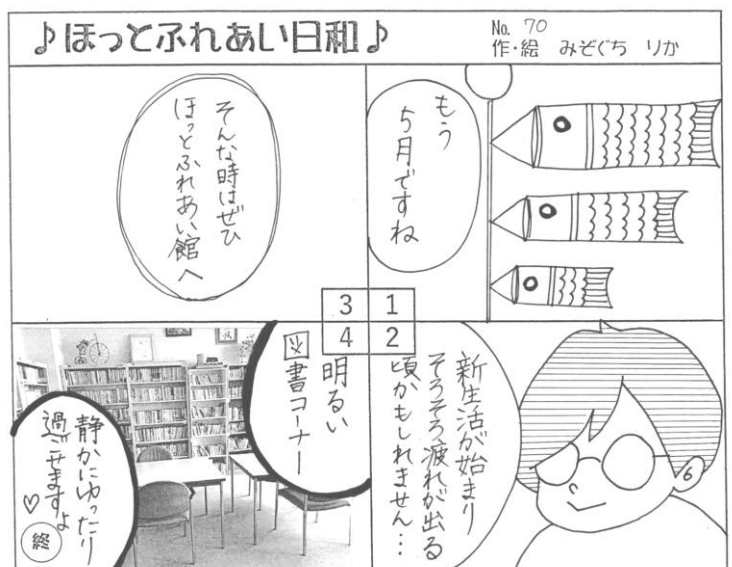 ♪ほっとふれあい日和♪
No. 70
作・絵 みぞぐち りか
1
もう
5月ですね
2
新生活が始まり
そろそろ疲れが出る
頃かもしれません…
3
そんな時はぜひ
ほっとふれあい館へ
4
明るい
図書コーナー
静かにゆったり
過ごせますよ
♡
終